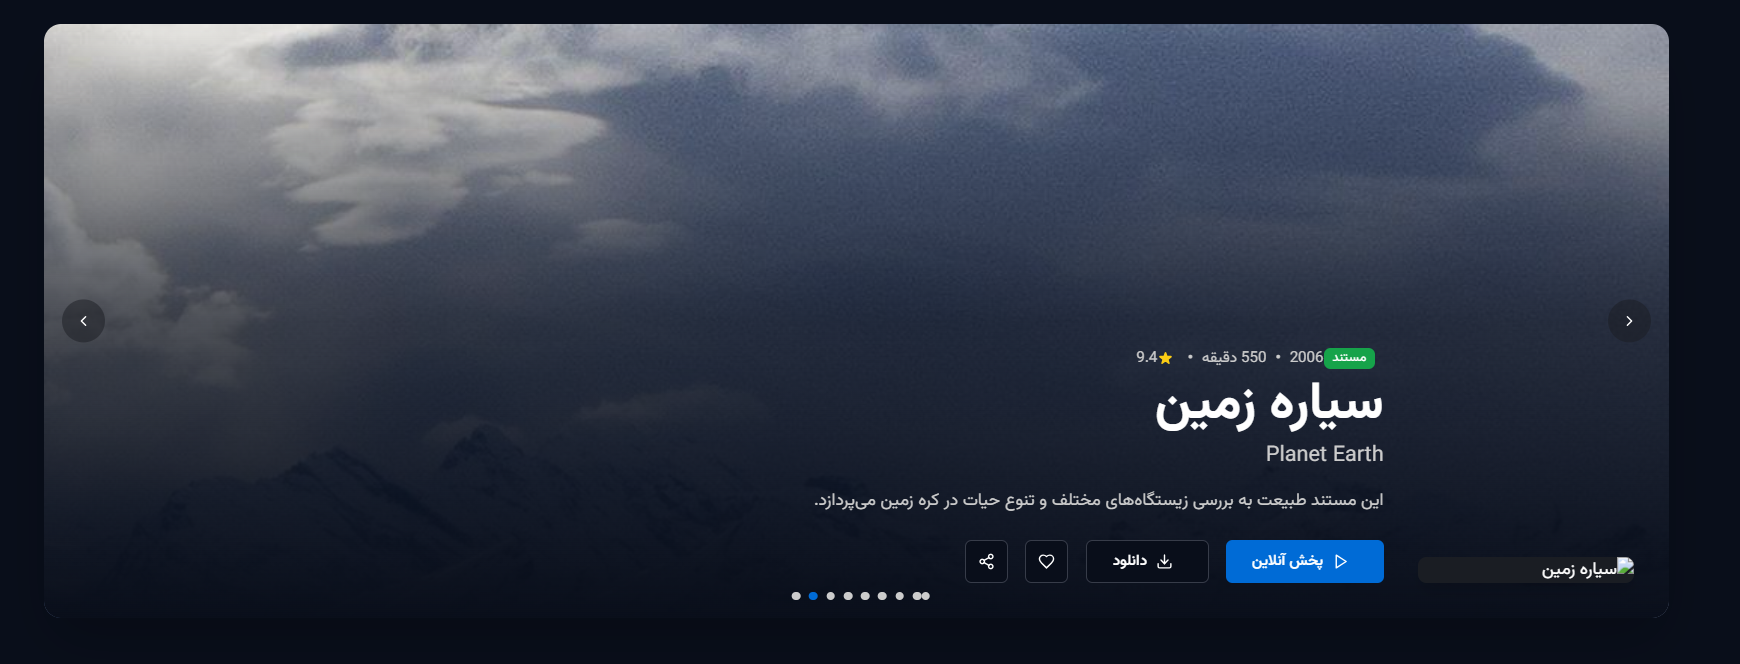 مستند 2006 • 550 دقیقه • ⭐9.4
سیاره زمین
Planet Earth
این مستند طبیعت به بررسی زیستگاه‌های مختلف و تنوع حیات در کره زمین می‌پردازد.
پخش آنلاین
دانلود
سیاره زمین